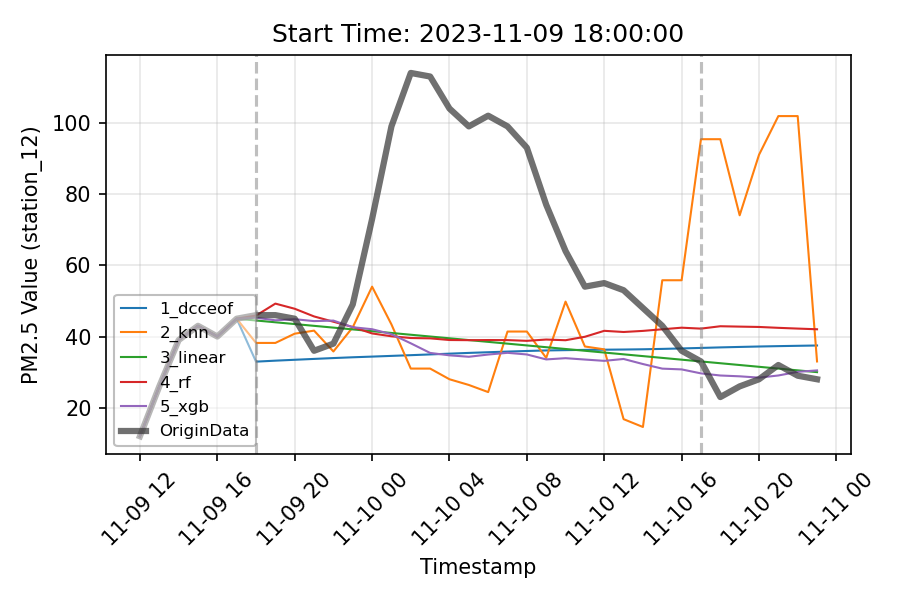 Start Time: 2023-11-09 18:00:00
PM2.5 Value (station_12)
100
80
60
40
20
1_dcceof
2_knn
3_linear
4_rf
5_xgb
OriginData
11-09 12
11-09 16
11-09 20
11-10 00
11-10 04
11-10 08
11-10 12
11-10 16
11-10 20
11-11 00
Timestamp